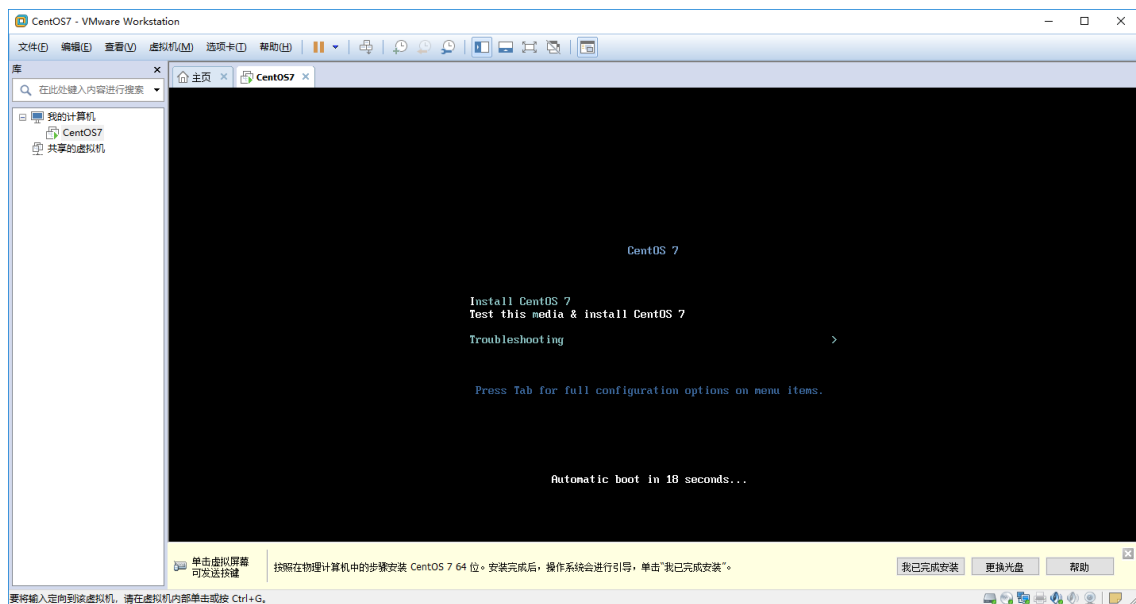 CentOS7 - VMware Workstation
文件(F) 编辑(E) 查看(V) 虚拟机(M) 选项卡(T) 帮助(H)
库
主页 CentOS7
在此处键入内容进行搜索
我的计算机
CentOS7
共享的虚拟机
CentOS 7
Install CentOS 7
Test this media & install CentOS 7
Troubleshooting >
Press Tab for full configuration options on menu items.
Automatic boot in 18 seconds...
单击虚拟屏幕
可发送按键
按照在物理计算机中的步骤安装 CentOS 7 64 位。安装完成后，操作系统会进行引导，单击“我已完成安装”。
我已完成安装 更换光盘 帮助
要将输入定向到该虚拟机，请在虚拟机内部单击或按 Ctrl+G。